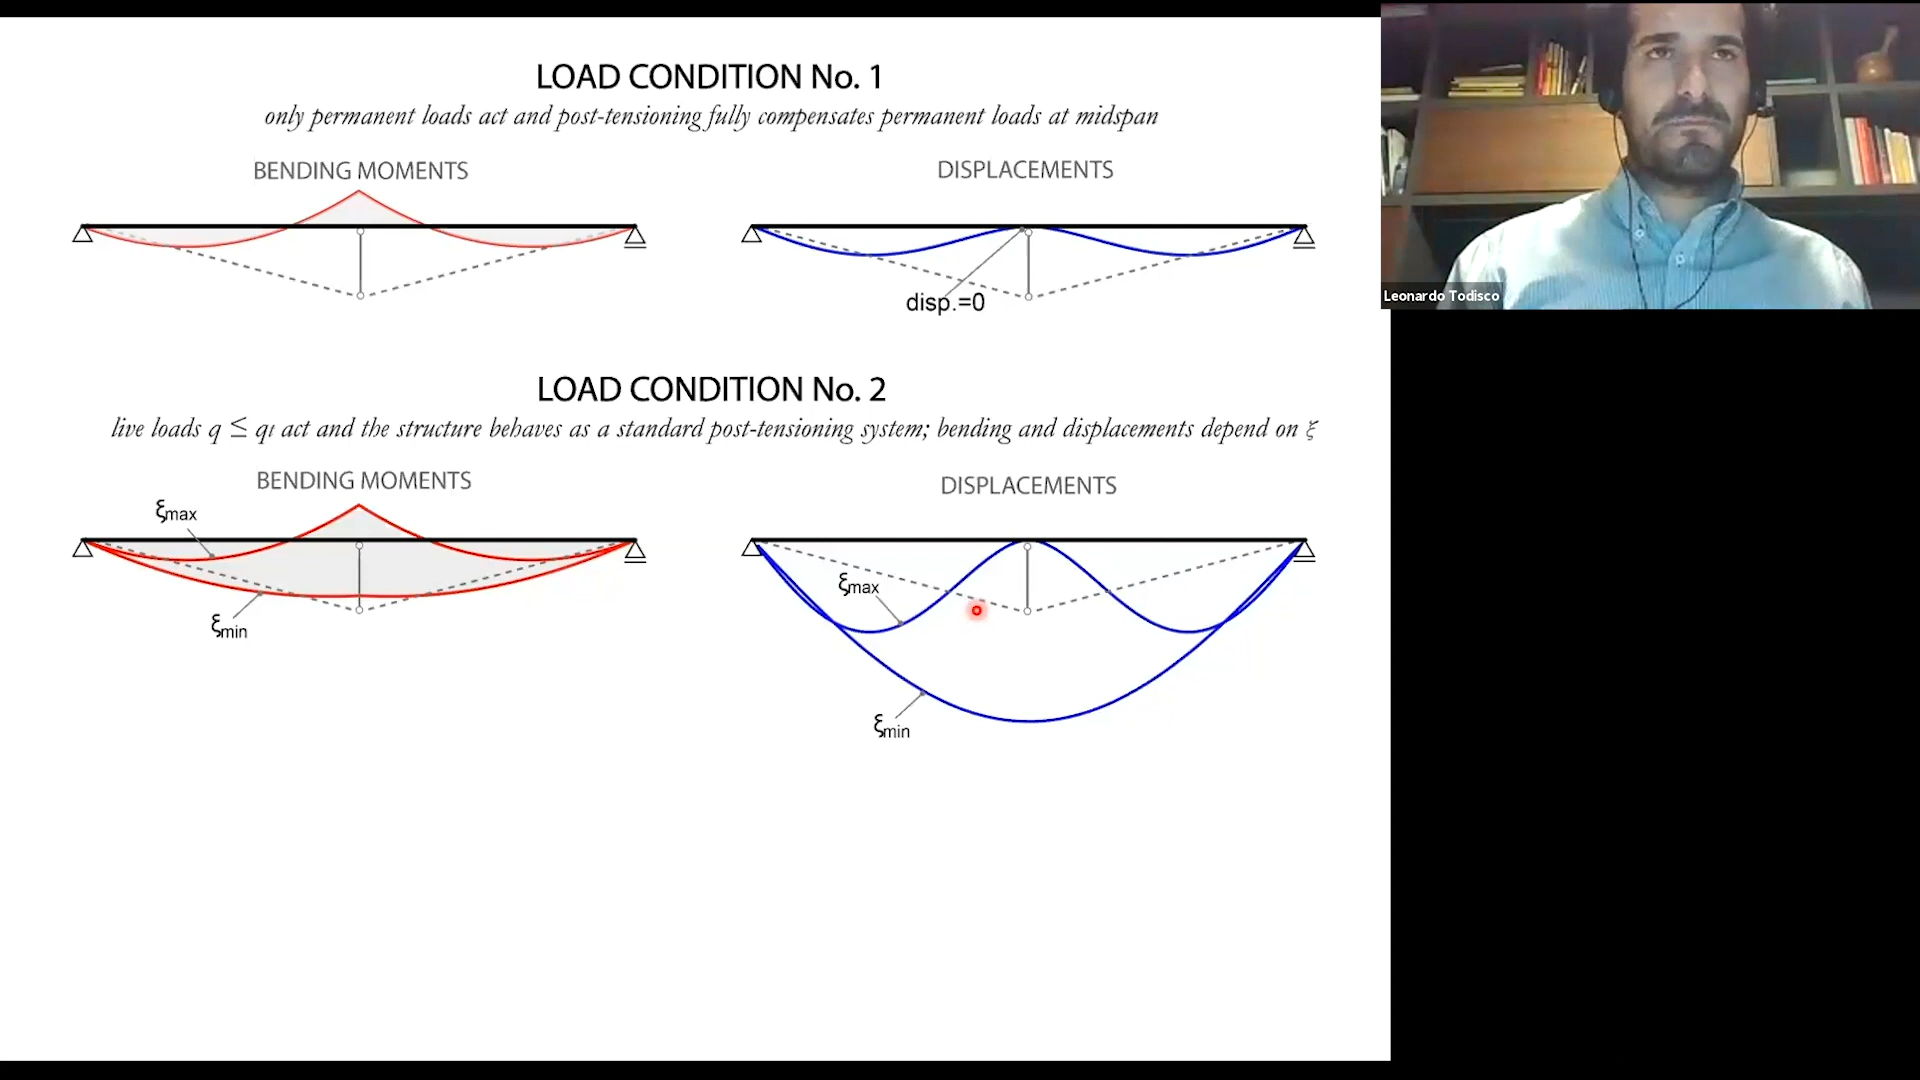 LOAD CONDITION No. 1
only permanent loads act and post-tensioning fully compensates permanent loads at midspan
BENDING MOMENTS
DISPLACEMENTS
disp.=0
Leonardo Todisco
LOAD CONDITION No. 2
live loads q ≤ ql act and the structure behaves as a standard post-tensioning system; bending and displacements depend on ξ
BENDING MOMENTS
DISPLACEMENTS
ξmax
ξmin
ξmax
ξmin